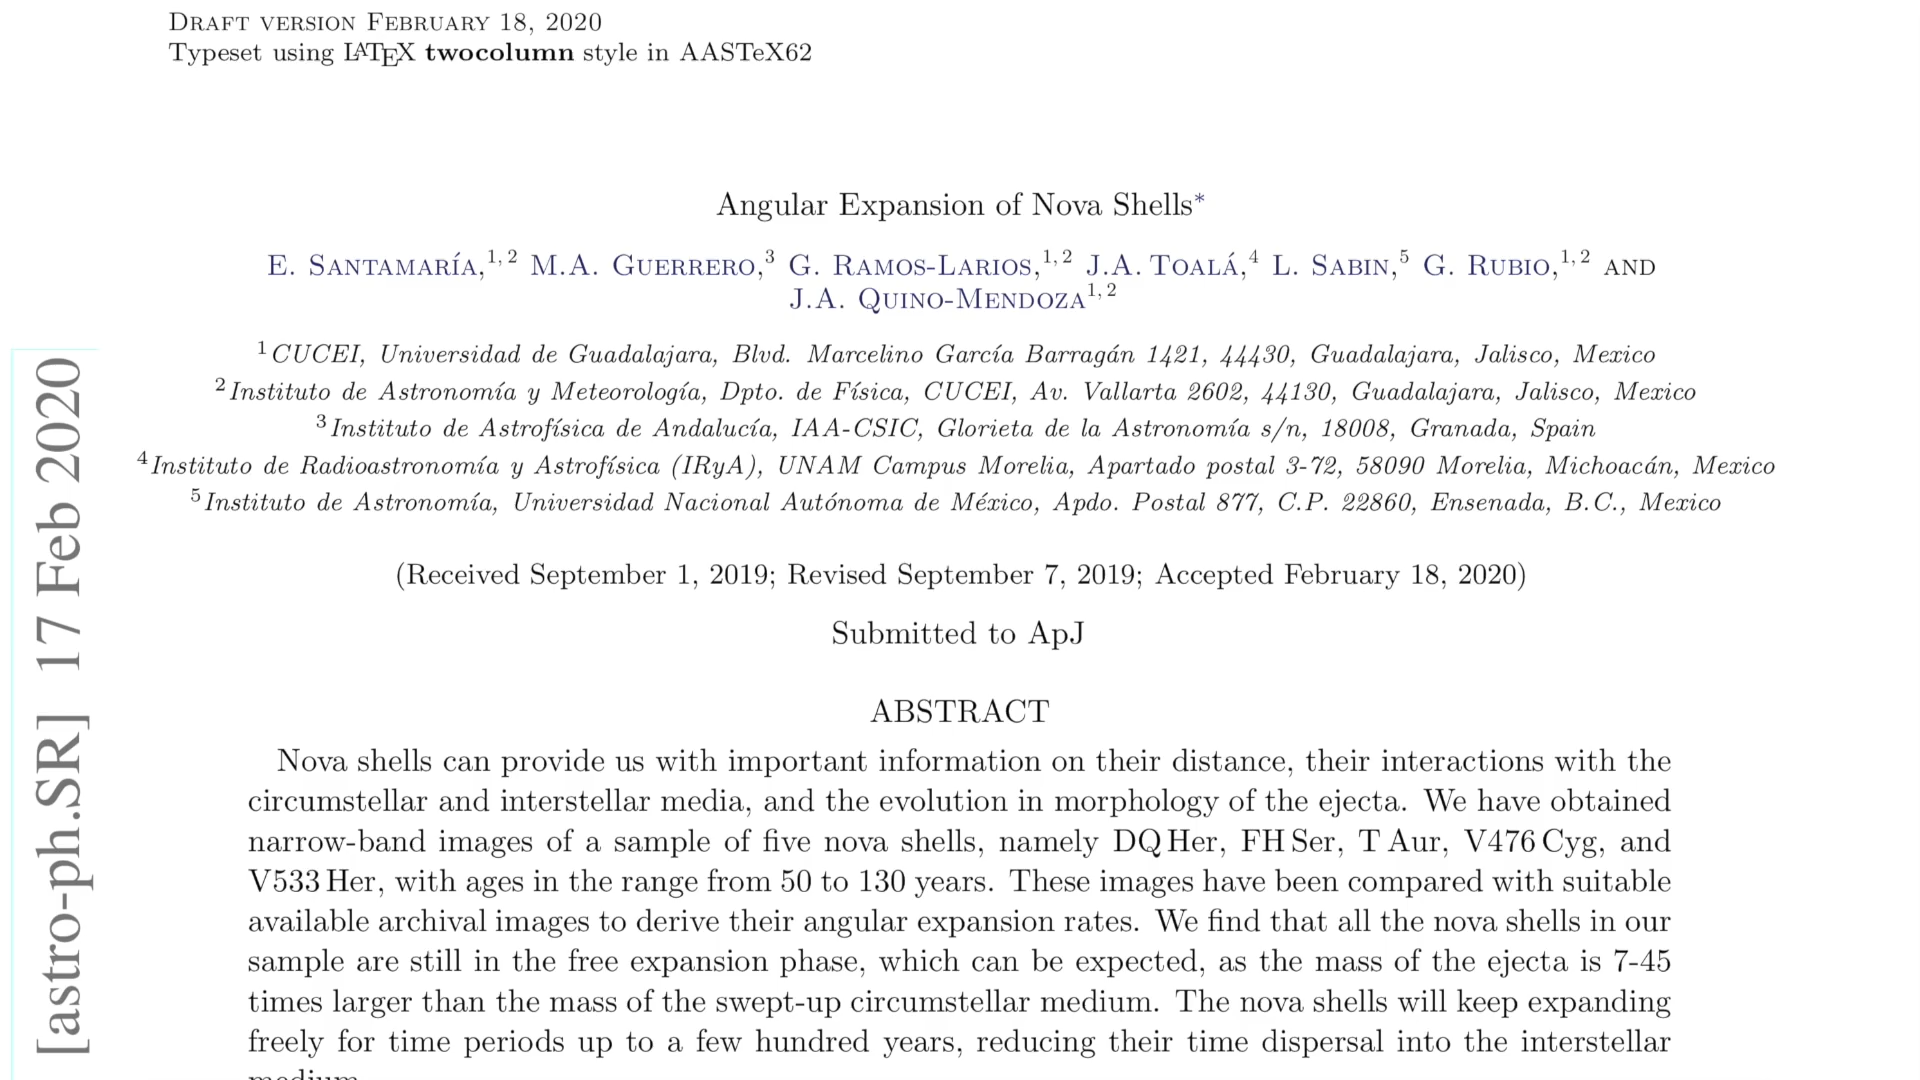 DRAFT VERSION FEBRUARY 18, 2020
Typeset using LATEX twocolumn style in AASTeX62
Angular Expansion of Nova Shells*
E. SANTAMARÍA,1, 2 M.A. GUERRERO,3 G. RAMOS-LARIOS,1, 2 J.A. TOALÁ,4 L. SABIN,5 G. RUBIO,1, 2 AND
J.A. QUINO-MENDOZA1, 2
1CUCEI, Universidad de Guadalajara, Blvd. Marcelino García Barragán 1421, 44430, Guadalajara, Jalisco, Mexico
2Instituto de Astronomía y Meteorología, Dpto. de Física, CUCEI, Av. Vallarta 2602, 44130, Guadalajara, Jalisco, Mexico
3Instituto de Astrofísica de Andalucía, IAA-CSIC, Glorieta de la Astronomía s/n, 18008, Granada, Spain
4Instituto de Radioastronomía y Astrofísica (IRyA), UNAM Campus Morelia, Apartado postal 3-72, 58090 Morelia, Michoacán, Mexico
5Instituto de Astronomía, Universidad Nacional Autónoma de México, Apdo. Postal 877, C.P. 22860, Ensenada, B.C., Mexico
(Received September 1, 2019; Revised September 7, 2019; Accepted February 18, 2020)
Submitted to ApJ
ABSTRACT
Nova shells can provide us with important information on their distance, their interactions with the
circumstellar and interstellar media, and the evolution in morphology of the ejecta. We have obtained
narrow-band images of a sample of five nova shells, namely DQ Her, FH Ser, T Aur, V476 Cyg, and
V533 Her, with ages in the range from 50 to 130 years. These images have been compared with suitable
available archival images to derive their angular expansion rates. We find that all the nova shells in our
sample are still in the free expansion phase, which can be expected, as the mass of the ejecta is 7-45
times larger than the mass of the swept-up circumstellar medium. The nova shells will keep expanding
freely for time periods up to a few hundred years, reducing their time dispersal into the interstellar
[astro-ph.SR] 17 Feb 2020